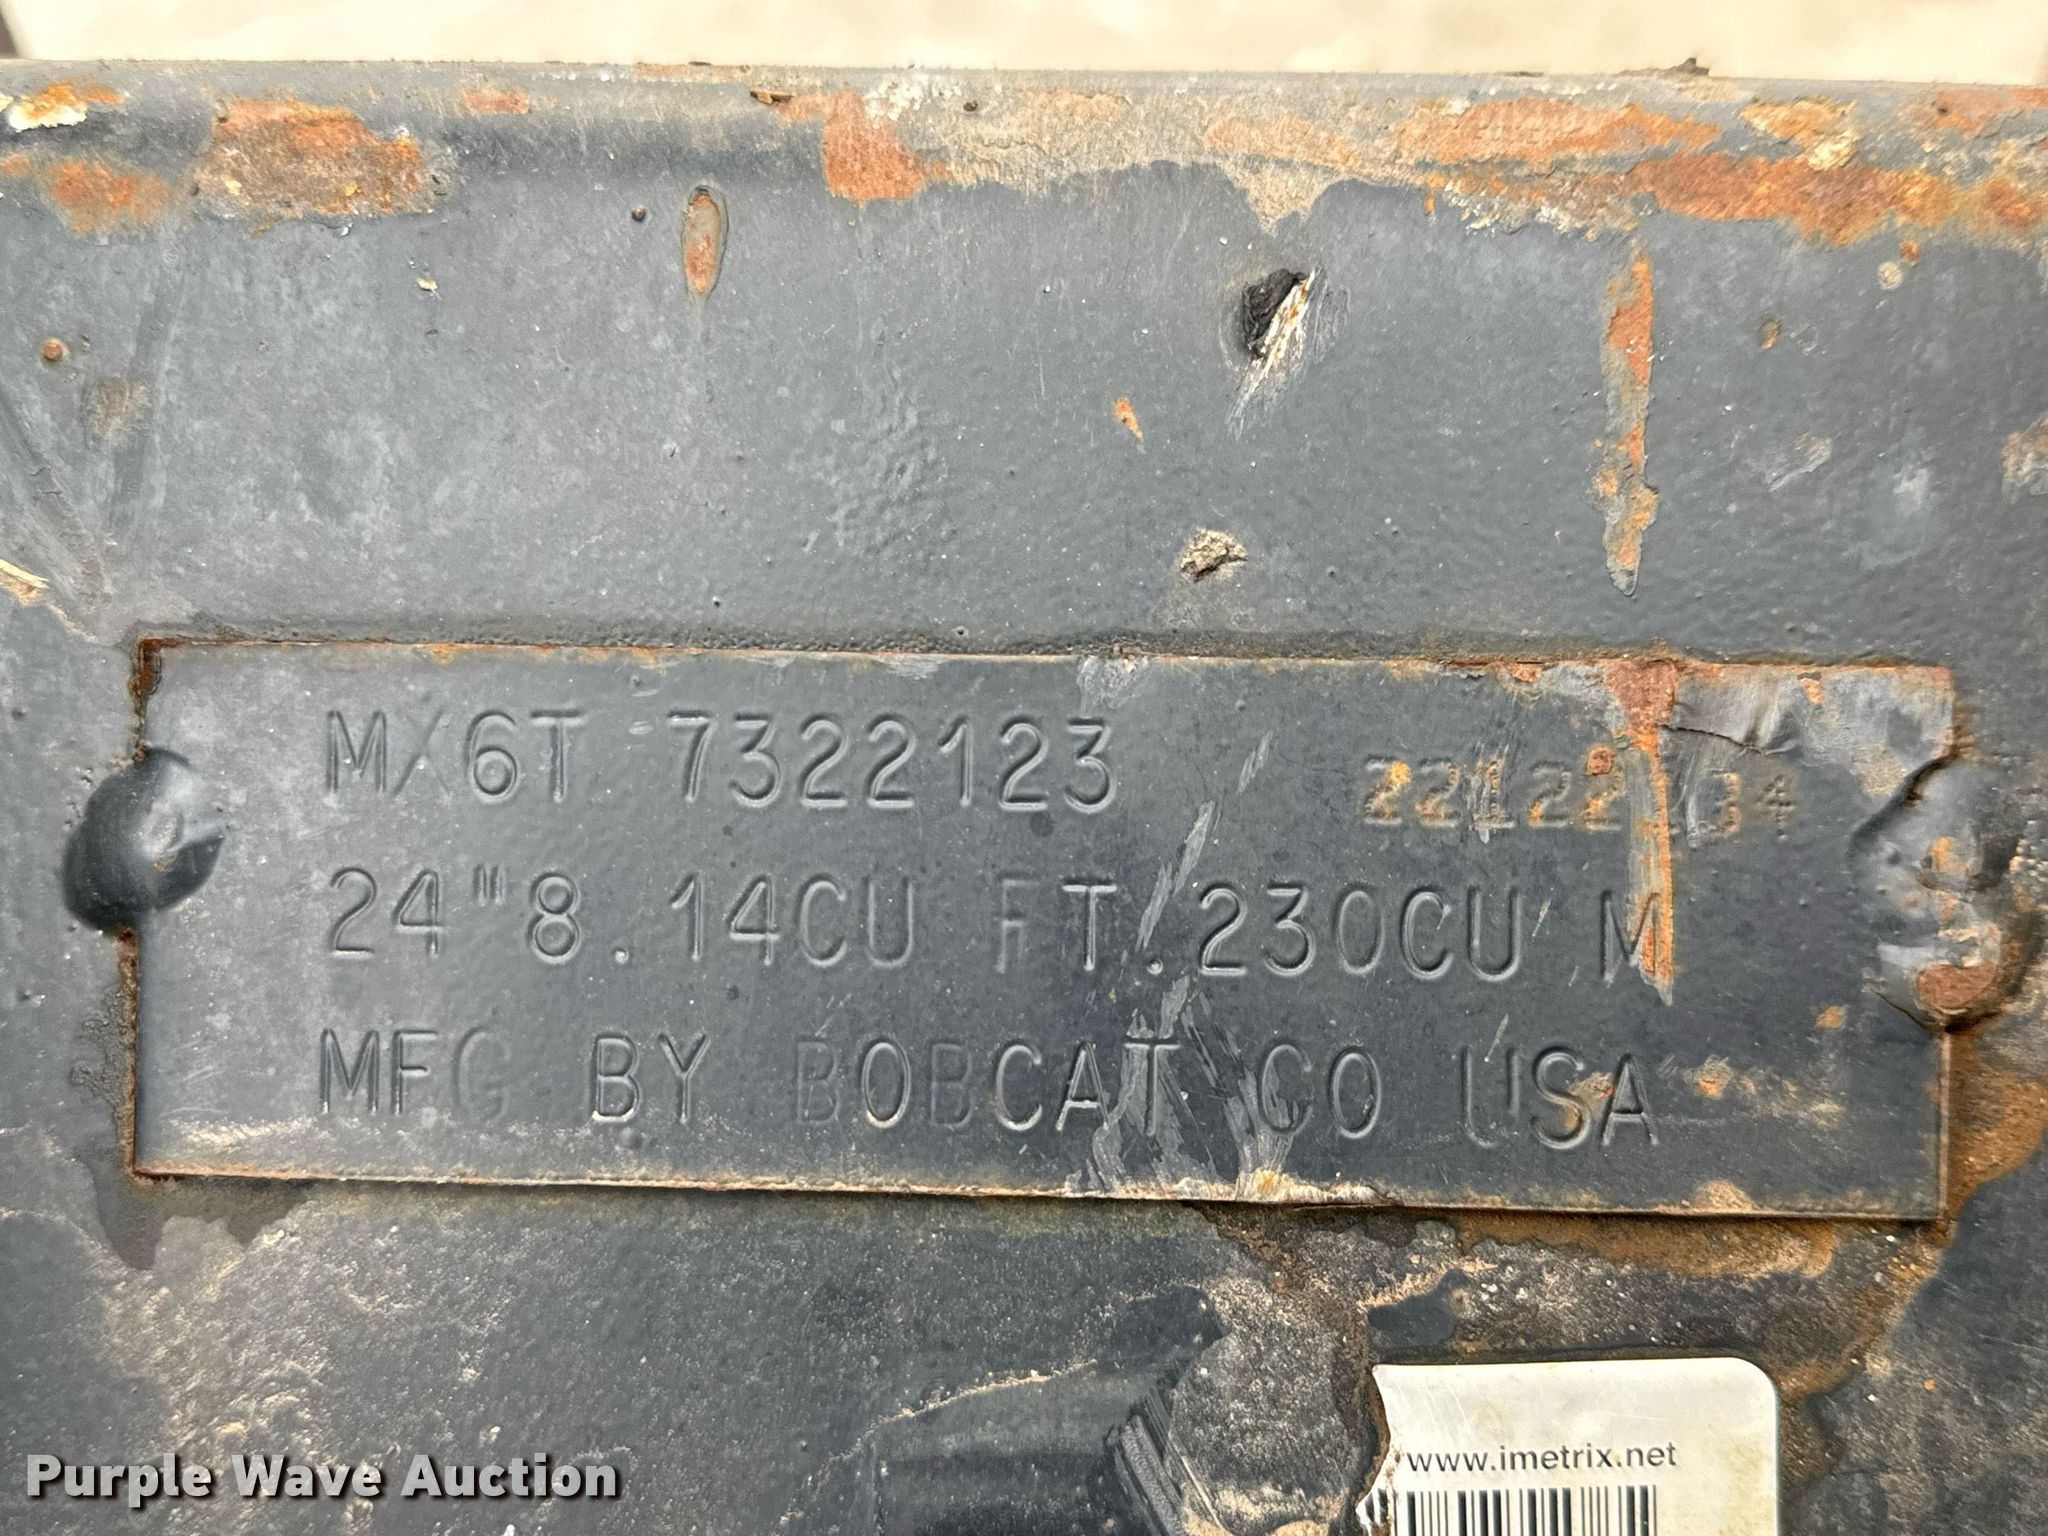 MX6T 7322123
24"8.14CU FT.230CU M
MFG BY BOBCAT CO USA
www.imetrix.net
Purple Wave Auction